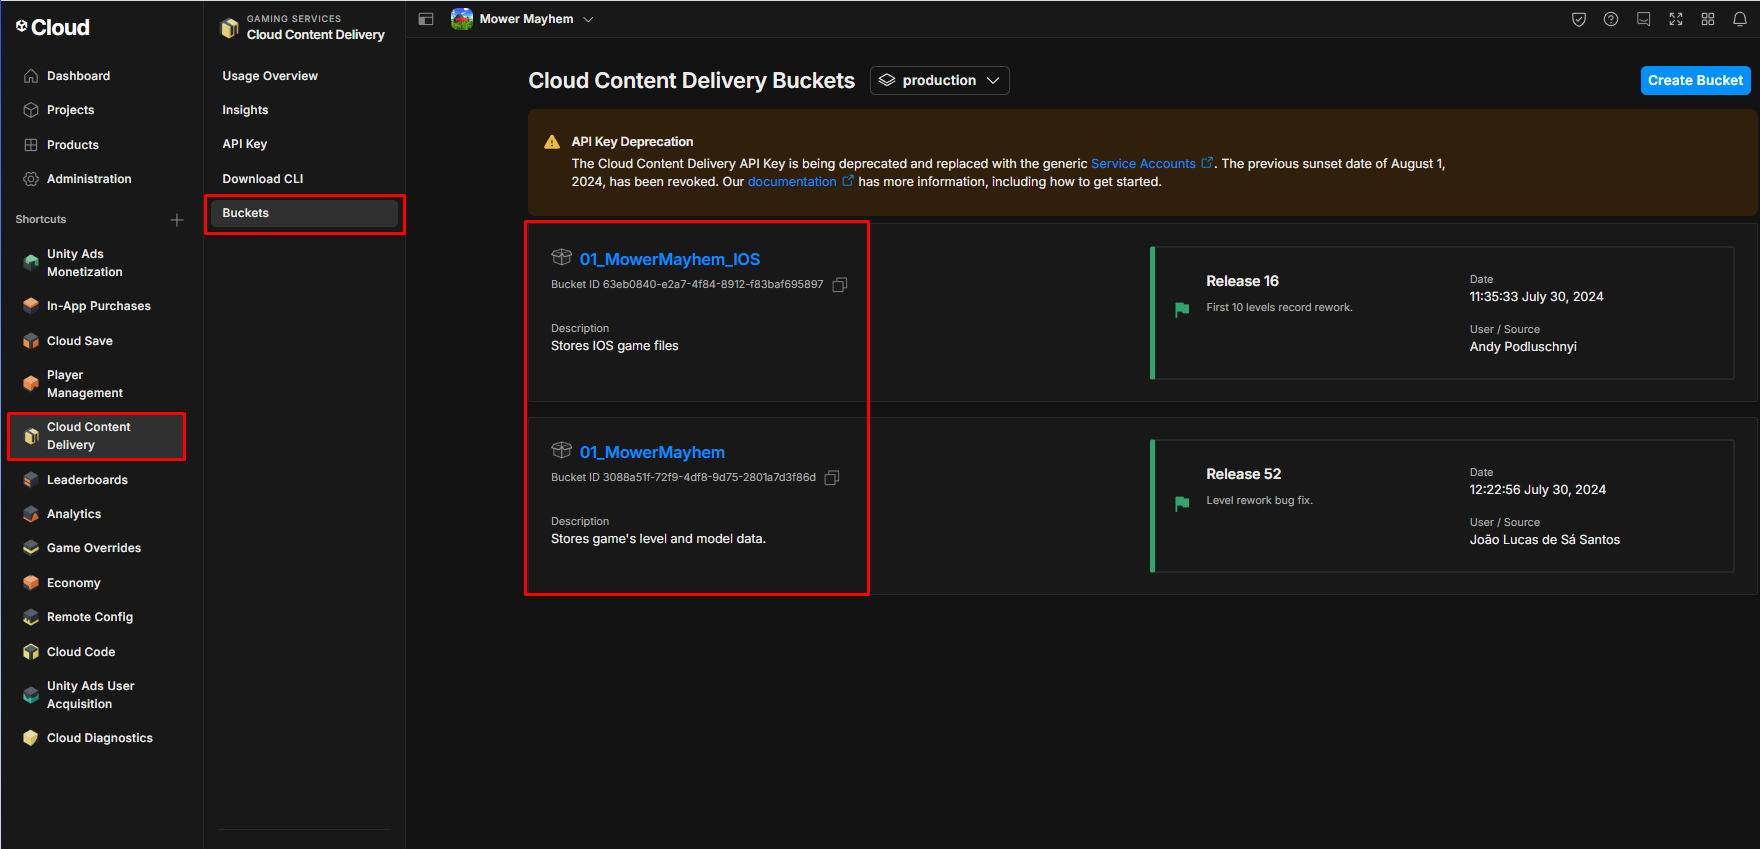 Cloud
Dashboard
Projects
Products
Administration
Shortcuts
Unity Ads
Monetization
In-App Purchases
Cloud Save
Player
Management
Cloud Content
Delivery
Leaderboards
Analytics
Game Overrides
Economy
Remote Config
Cloud Code
Unity Ads User
Acquisition
Cloud Diagnostics
GAMING SERVICES
Cloud Content Delivery
Usage Overview
Insights
API Key
Download CLI
Buckets
Mower Mayhem
Cloud Content Delivery Buckets
production
Create Bucket
API Key Deprecation
The Cloud Content Delivery API Key is being deprecated and replaced with the generic Service Accounts. The previous sunset date of August 1,
2024, has been revoked. Our documentation has more information, including how to get started.
01_MowerMayhem_IOS
Bucket ID 63eb0840-e2a7-4f84-8912-f83baf695897
Description
Stores IOS game files
Release 16
First 10 levels record rework.
Date
11:35:33 July 30, 2024
User / Source
Andy Podluschnyi
01_MowerMayhem
Bucket ID 3088a51f-72f9-4df8-9d75-2801a7d3f86d
Description
Stores game's level and model data.
Release 52
Level rework bug fix.
Date
12:22:56 July 30, 2024
User / Source
João Lucas de Sá Santos